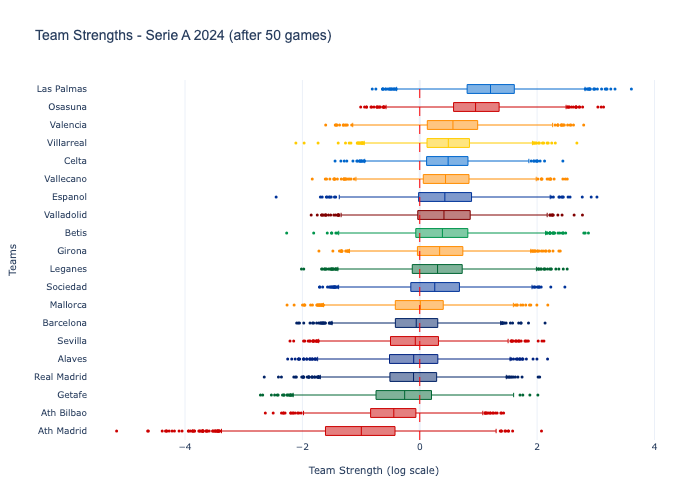 Team Strengths - Serie A 2024 (after 50 games)
Las Palmas
Osasuna
Valencia
Villarreal
Celta
Vallecano
Espanol
Valladolid
Betis
Girona
Leganes
Sociedad
Mallorca
Barcelona
Sevilla
Alaves
Real Madrid
Getafe
Ath Bilbao
Ath Madrid
Teams
−4
−2
0
2
4
Team Strength (log scale)